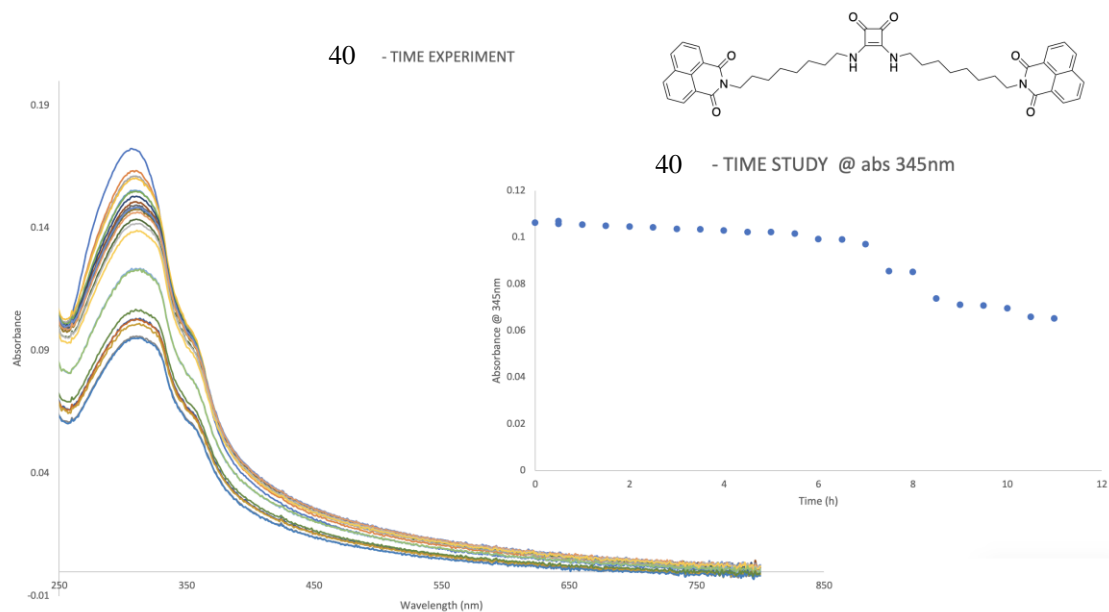 40 - TIME EXPERIMENT
0.19
0.14
0.09
0.04
-0.01
Absorbance
250
350
450
550
650
750
850
Wavelength (nm)
O
O
N
H
N
H
O
N
O
O
N
O
40 - TIME STUDY @ abs 345nm
0.12
0.1
0.08
0.06
0.04
0.02
0
Absorbance @ 345nm
0
2
4
6
8
10
12
Time (h)